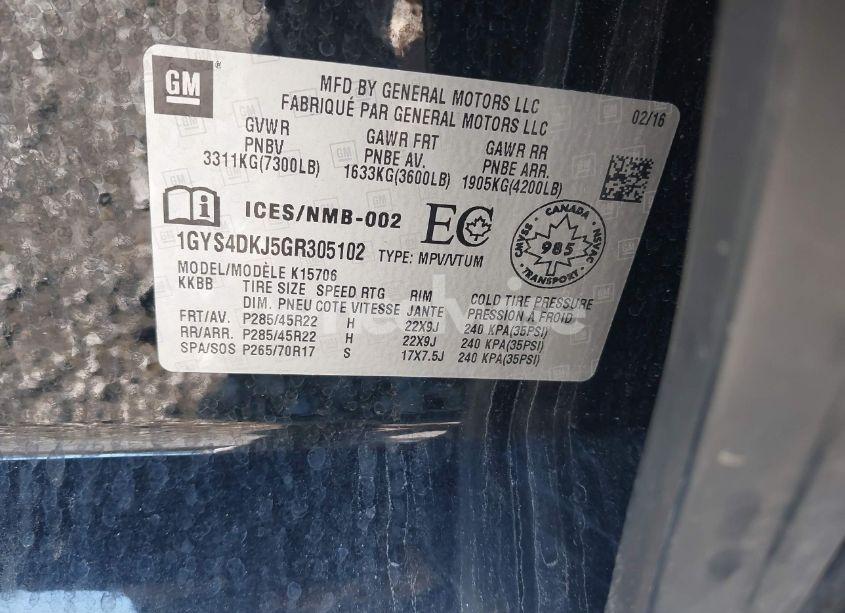 GM
MFD BY GENERAL MOTORS LLC
FABRIQUÉ PAR GENERAL MOTORS LLC
02/16
GVWR
PNBV
3311KG(7300LB)
GAWR FRT
PNBE AV.
1633KG(3600LB)
GAWR RR
PNBE ARR.
1905KG(4200LB)
ICES/NMB-002
EC
1GYS4DKJ5GR305102 TYPE: MPV/VTUM
CANADA
CMVSS
985
NSVAC
TRANSPORT
MODEL/MODÈLE K15706
KKBB TIRE SIZE SPEED RTG RIM COLD TIRE PRESSURE
DIM. PNEU COTE VITESSE JANTE PRESSION A FROID
FRT/AV. P285/45R22 H 22X9J 240 KPA(35PSI)
RR/ARR. P285/45R22 H 22X9J 240 KPA(35PSI)
SPA/SOS P265/70R17 S 17X7.5J 240 KPA(35PSI)